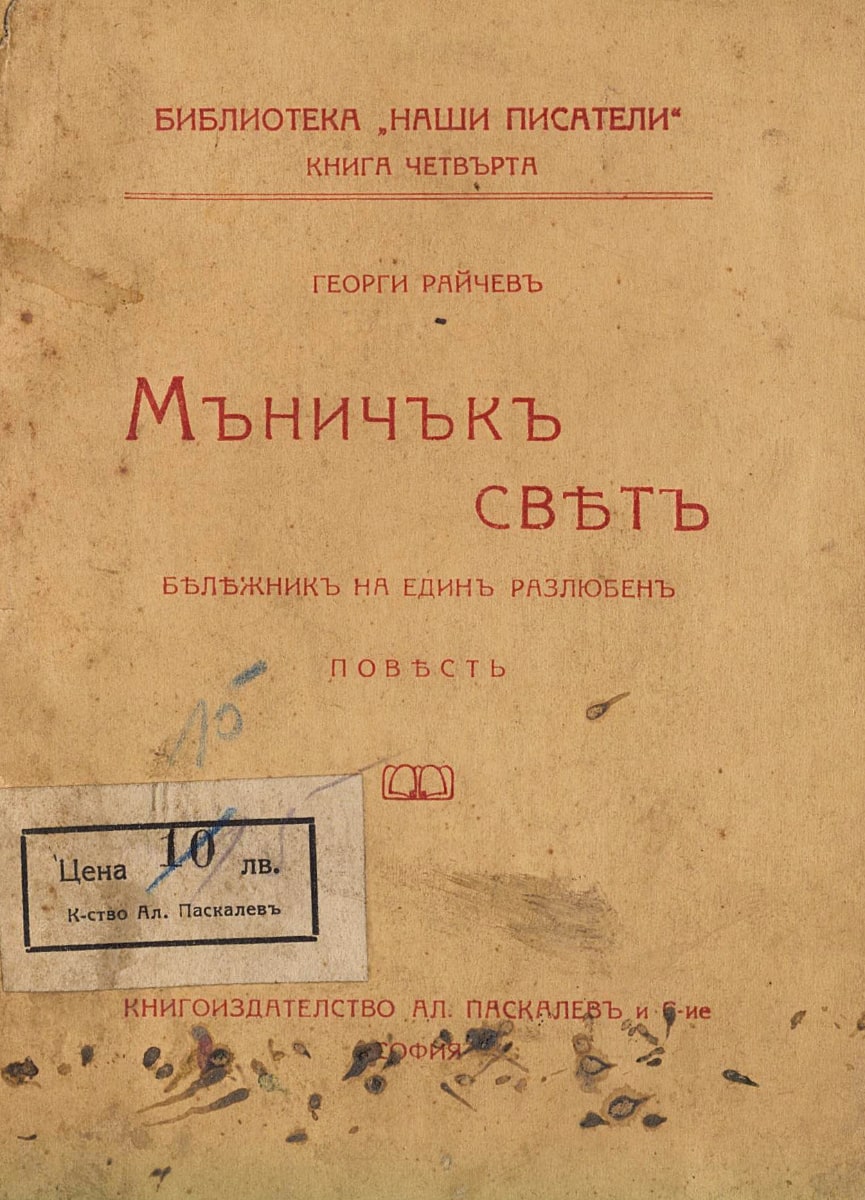 БИБЛИОТЕКА „НАШИ ПИСАТЕЛИ“
КНИГА ЧЕТВЪРТА
ГЕОРГИ РАЙЧЕВЪ
МЪНИЧЪКЪ
СВѢТЪ
БѢЛѢЖНИКЪ НА ЕДИНЪ РАЗЛЮБЕНЪ
ПОВѢСТЬ
15
Цена 10 лв.
К-ство Ал. Паскалевъ
КНИГОИЗДАТЕЛСТВО АЛ. ПАСКАЛЕВЪ и С-ие
СОФИЯ